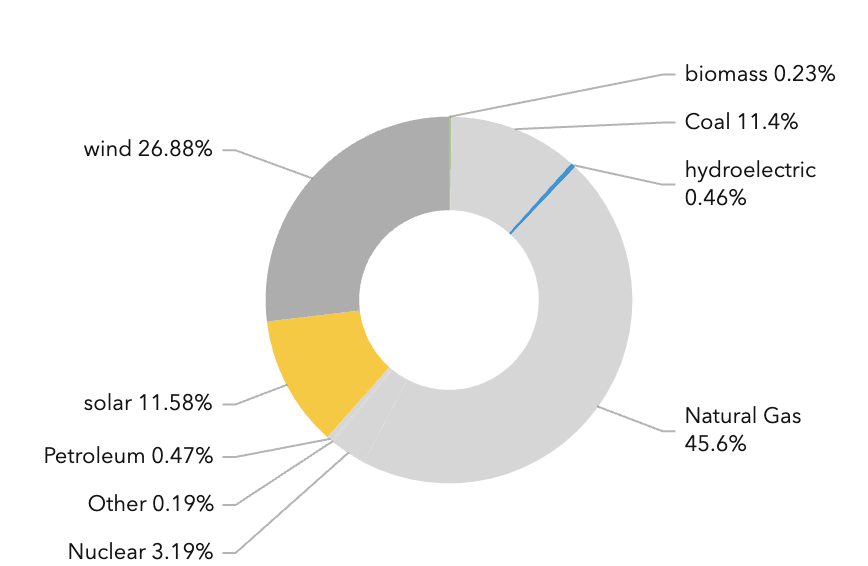 biomass 0.23%
Coal 11.4%
hydroelectric
0.46%
Natural Gas
45.6%
Nuclear 3.19%
Other 0.19%
Petroleum 0.47%
solar 11.58%
wind 26.88%